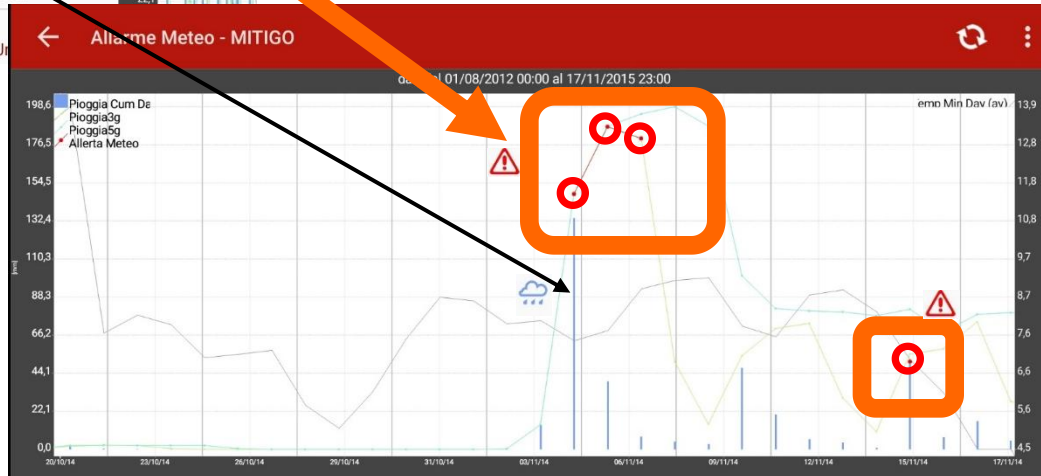 Allarme Meteo - MITIGO
01/08/2012 00:00 al 17/11/2015 23:00
198,6
176,5
154,5
132,4
110,3
88,3
66,2
44,1
22,1
0,0
[mm]
Pioggia Cum Da
Pioggia3g
Pioggia5g
Allerta Meteo
emp Min Day (av)
13,9
12,8
11,8
10,8
9,7
8,7
7,6
6,6
5,6
4,5
20/10/14 23/10/14 26/10/14 29/10/14 31/10/14 03/11/14 06/11/14 09/11/14 12/11/14 15/11/14 17/11/14